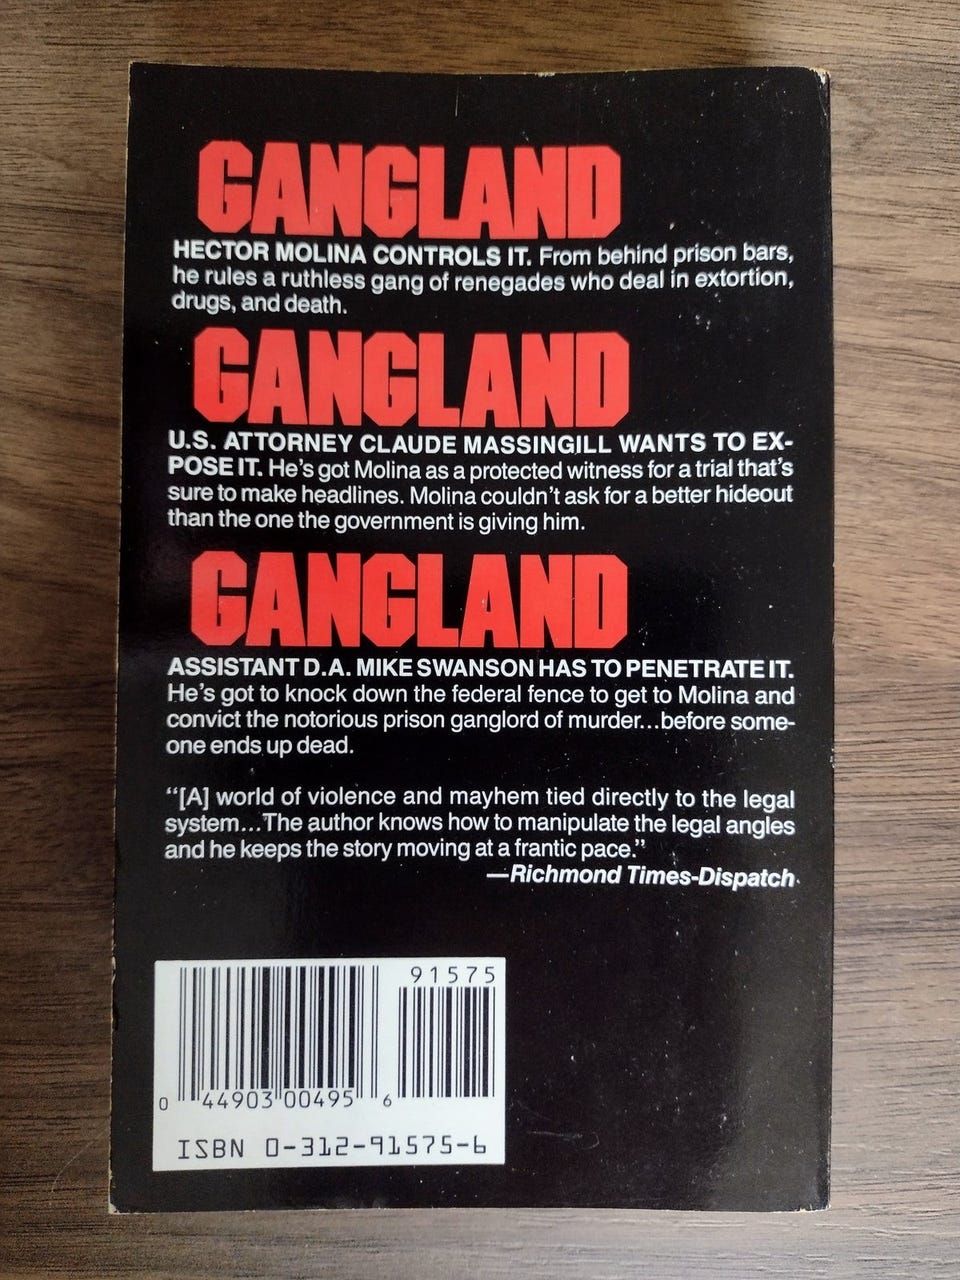 GANGLAND
HECTOR MOLINA CONTROLS IT. From behind prison bars,
he rules a ruthless gang of renegades who deal in extortion,
drugs, and death.
GANGLAND
U.S. ATTORNEY CLAUDE MASSINGILL WANTS TO EX-
POSE IT. He's got Molina as a protected witness for a trial that's
sure to make headlines. Molina couldn't ask for a better hideout
than the one the government is giving him.
GANGLAND
ASSISTANT D.A. MIKE SWANSON HAS TO PENETRATE IT.
He's got to knock down the federal fence to get to Molina and
convict the notorious prison ganglord of murder...before some-
one ends up dead.
"[A] world of violence and mayhem tied directly to the legal
system...The author knows how to manipulate the legal angles
and he keeps the story moving at a frantic pace."
—Richmond Times-Dispatch
91575
0 44903 00495 6
ISBN 0-312-91575-6